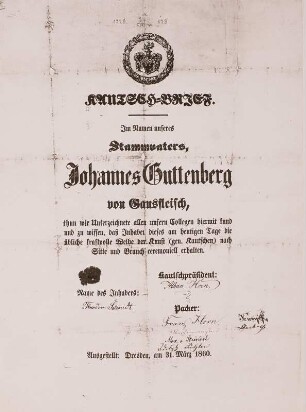 KAUTSCH-BRIEF.
Im Namen unseres
Stammvaters,
Johannes Guttenberg
von Gansfleisch,
thun wir Unterzeichnete allen unsern Collegen hiermit kund
und zu wissen, daß Inhaber dieses am heutigen Tage die
übliche kraftvolle Weihe der Kunst (gen. Kautschen) nach
Sitte und Brauch ceremoniell erhalten.
Kautschpräsident:
Name des Inhabers:
Packer:
Franz Horn
Ausgestellt: Dresden, am 31. März 1860.